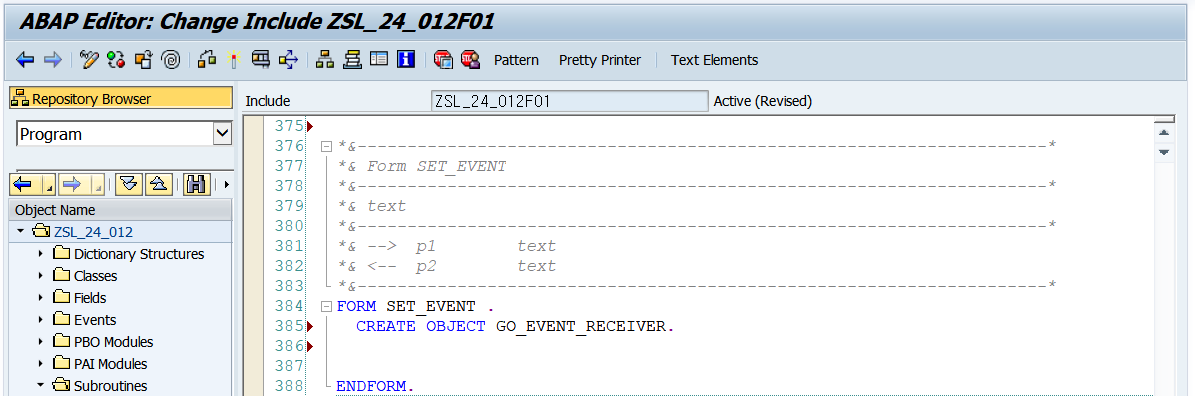 ABAP Editor: Change Include ZSL_24_012F01
Pattern Pretty Printer Text Elements
Repository Browser
Program
Object Name
ZSL_24_012
Dictionary Structures
Classes
Fields
Events
PBO Modules
PAI Modules
Subroutines
Include ZSL_24_012F01 Active (Revised)
375
376 *&---------------------------------------------------------------------*
377 *& Form SET_EVENT
378 *&---------------------------------------------------------------------*
379 *& text
380 *&---------------------------------------------------------------------*
381 *& --> p1 text
382 *& <-- p2 text
383 *&---------------------------------------------------------------------*
384 FORM SET_EVENT .
385 CREATE OBJECT GO_EVENT_RECEIVER.
386
387
388 ENDFORM.